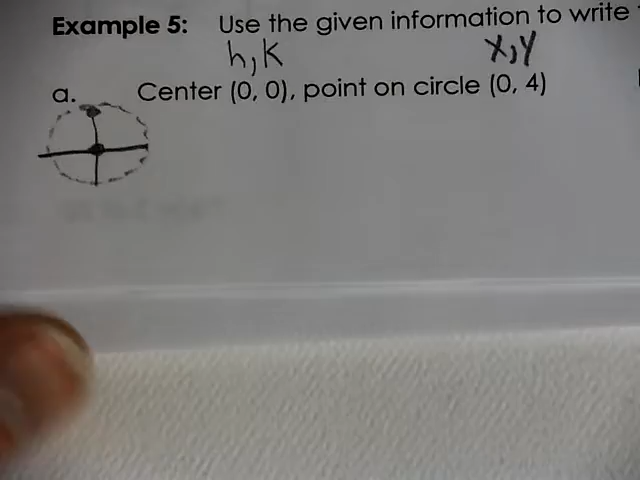 Example 5: Use the given information to write
h,k x,y
a. Center (0, 0), point on circle (0, 4)